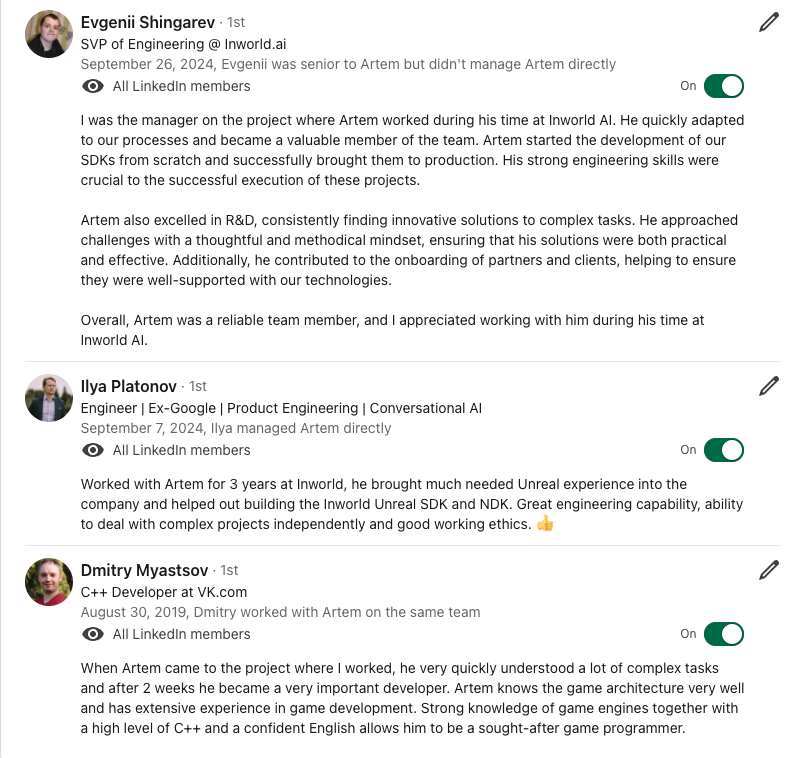 Evgenii Shingarev · 1st
SVP of Engineering @ Inworld.ai
September 26, 2024, Evgenii was senior to Artem but didn't manage Artem directly
All LinkedIn members
On
I was the manager on the project where Artem worked during his time at Inworld AI. He quickly adapted
to our processes and became a valuable member of the team. Artem started the development of our
SDKs from scratch and successfully brought them to production. His strong engineering skills were
crucial to the successful execution of these projects.
Artem also excelled in R&D, consistently finding innovative solutions to complex tasks. He approached
challenges with a thoughtful and methodical mindset, ensuring that his solutions were both practical
and effective. Additionally, he contributed to the onboarding of partners and clients, helping to ensure
they were well-supported with our technologies.
Overall, Artem was a reliable team member, and I appreciated working with him during his time at
Inworld AI.
Ilya Platonov · 1st
Engineer | Ex-Google | Product Engineering | Conversational AI
September 7, 2024, Ilya managed Artem directly
All LinkedIn members
On
Worked with Artem for 3 years at Inworld, he brought much needed Unreal experience into the
company and helped out building the Inworld Unreal SDK and NDK. Great engineering capability, ability
to deal with complex projects independently and good working ethics. 👍
Dmitry Myastsov · 1st
C++ Developer at VK.com
August 30, 2019, Dmitry worked with Artem on the same team
All LinkedIn members
On
When Artem came to the project where I worked, he very quickly understood a lot of complex tasks
and after 2 weeks he became a very important developer. Artem knows the game architecture very well
and has extensive experience in game development. Strong knowledge of game engines together with
a high level of C++ and a confident English allows him to be a sought-after game programmer.